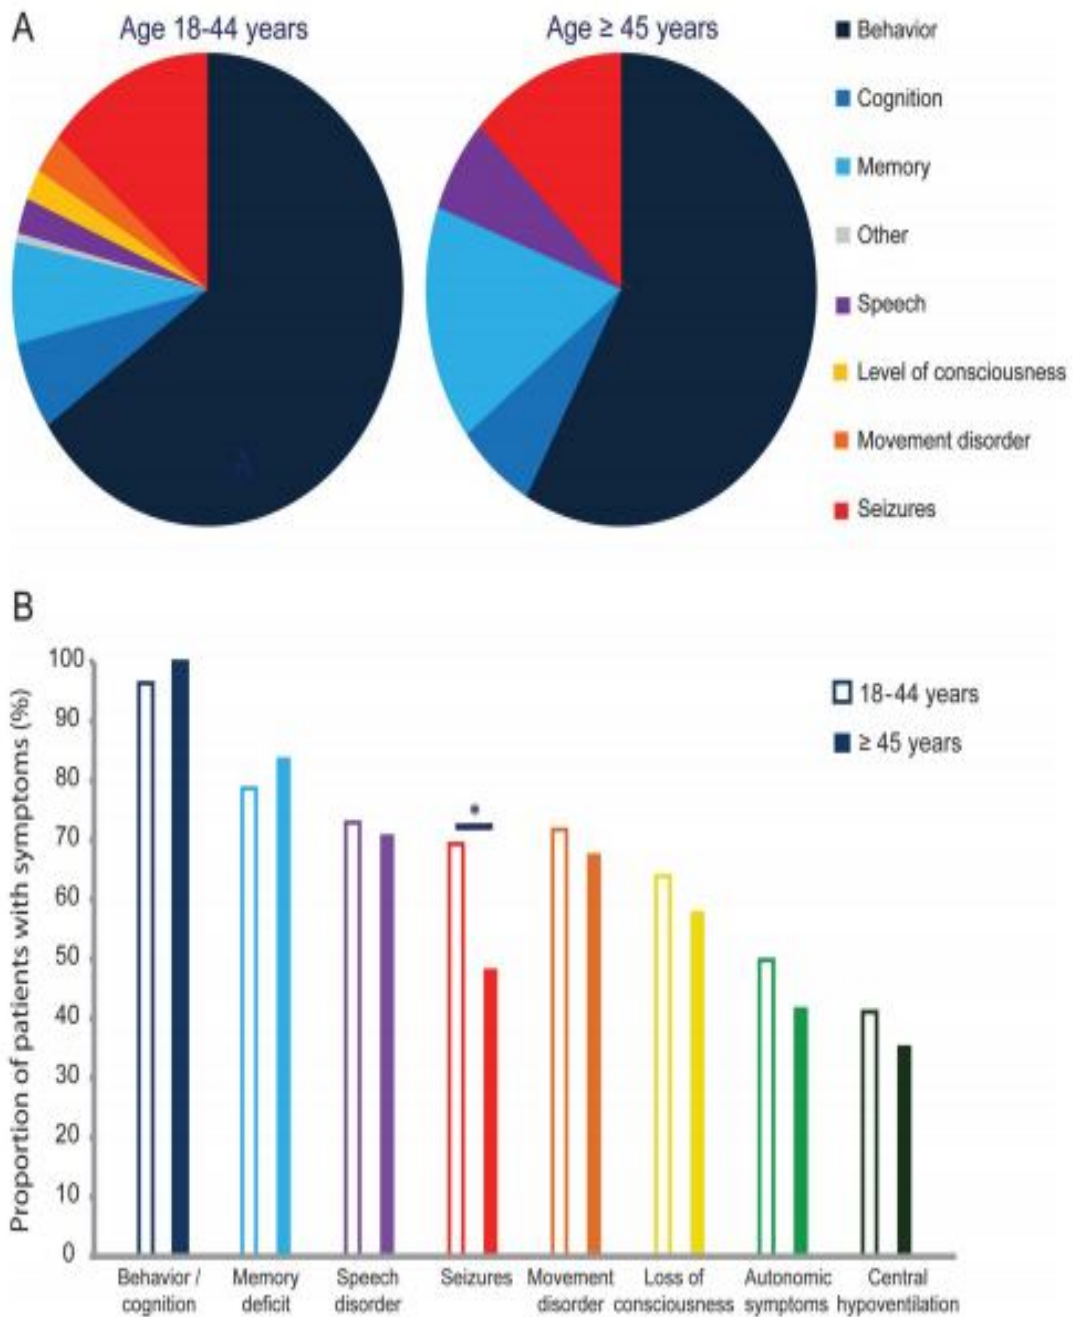 A
Age 18-44 years
Age ≥ 45 years
Behavior
Cognition
Memory
Other
Speech
Level of consciousness
Movement disorder
Seizures
B
Proportion of patients with symptoms (%)
100
90
80
70
60
50
40
30
20
10
0
18-44 years
≥ 45 years
*
Behavior /
cognition
Memory
deficit
Speech
disorder
Seizures
Movement
disorder
Loss of
consciousness
Autonomic
symptoms
Central
hypoventilation